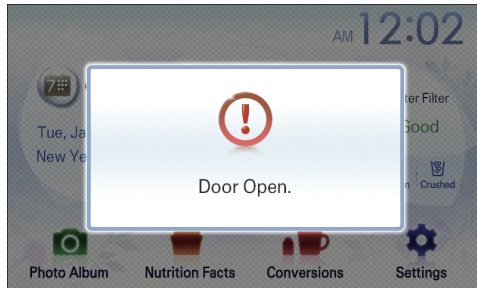 AM 12:02
7
ter Filter
Tue, Ja
Good
New Ye
Crushed
Door Open.
Photo Album Nutrition Facts Conversions Settings